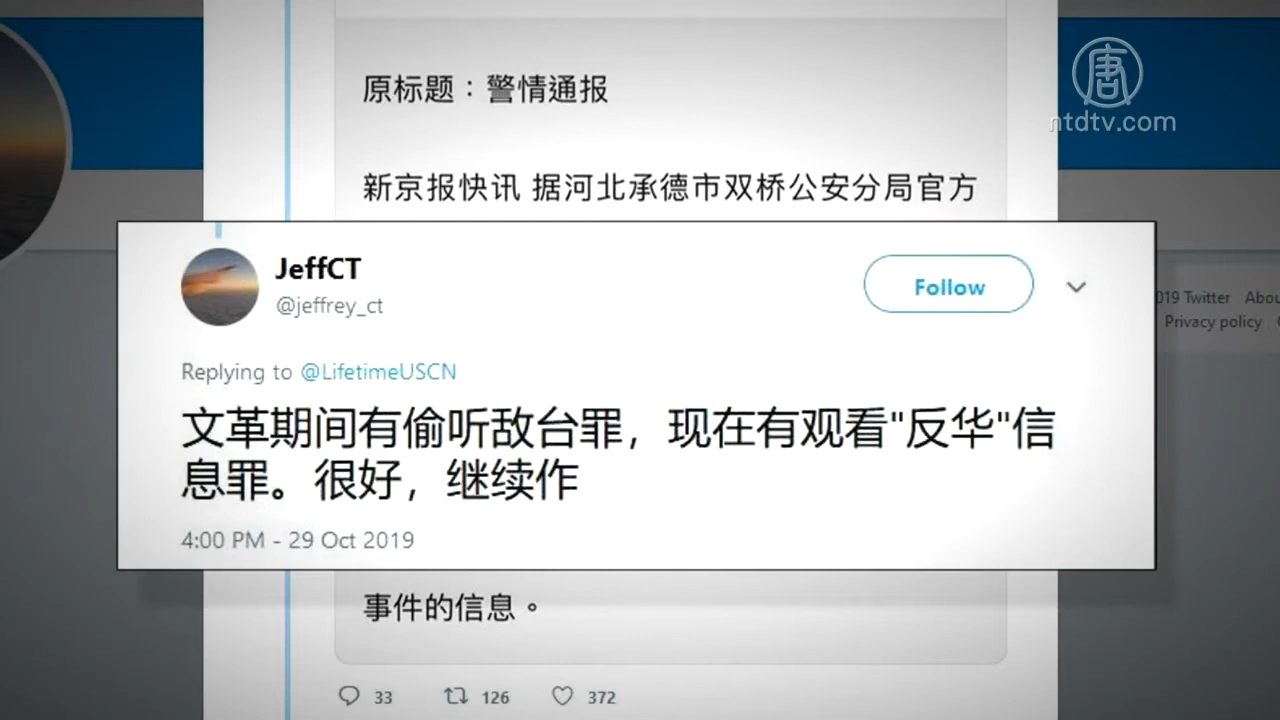 原标题：警情通报
唐
ntdtv.com
新京报快讯 据河北承德市双桥公安分局官方
JeffCT
@jeffrey_ct
Follow
019 Twitter Abou
Privacy policy
Replying to @LifetimeUSCN
文革期间有偷听敌台罪，现在有观看"反华"信
息罪。很好，继续作
4:00 PM - 29 Oct 2019
事件的信息。
33 126 372